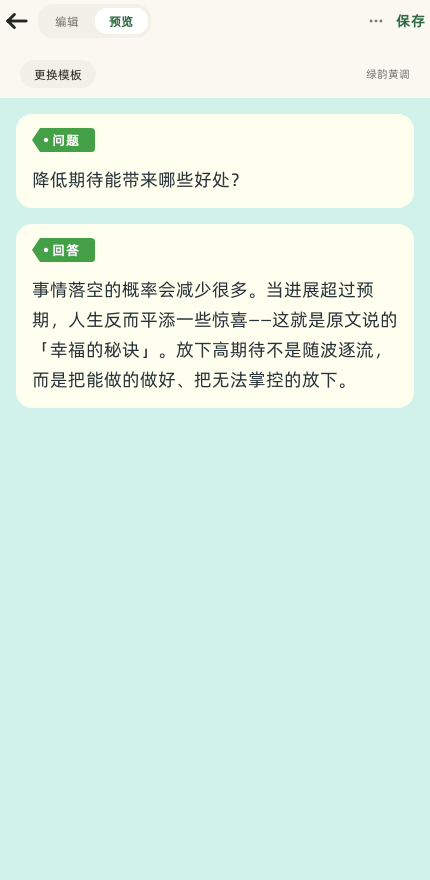 编辑
预览
保存
更换模板
绿韵黄调
问题
降低期待能带来哪些好处?
回答
事情落空的概率会减少很多。当进展超过预
期，人生反而平添一些惊喜——这就是原文说的
「幸福的秘诀」。放下高期待不是随波逐流，
而是把能做的做好、把无法掌控的放下。